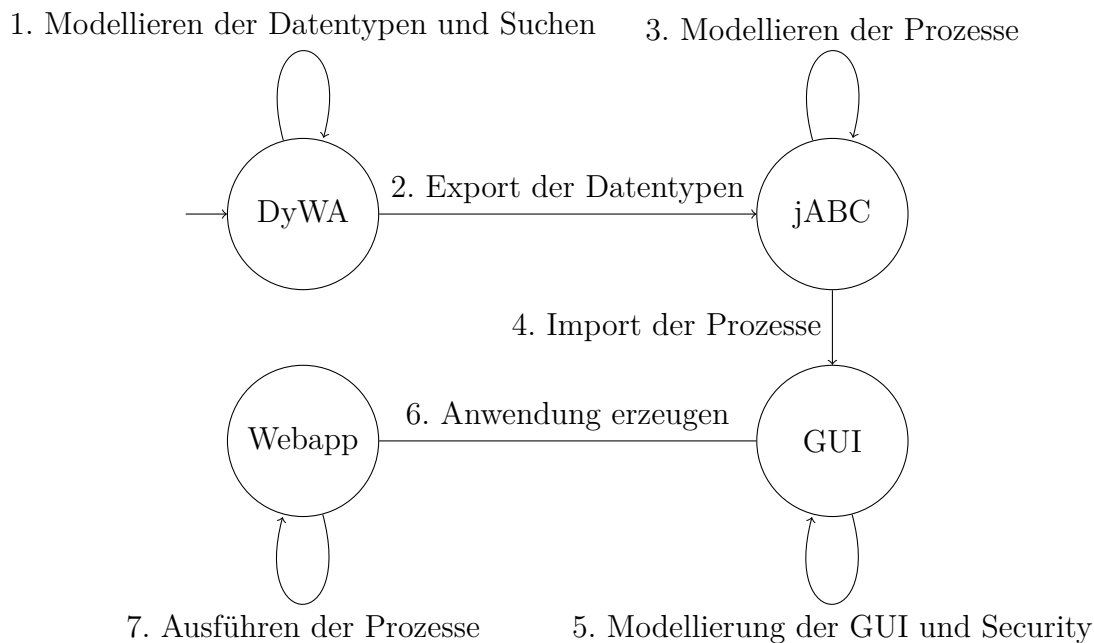 1. Modellieren der Datentypen und Suchen
3. Modellieren der Prozesse
DyWA
2. Export der Datentypen
jABC
4. Import der Prozesse
Webapp
6. Anwendung erzeugen
GUI
7. Ausführen der Prozesse
5. Modellierung der GUI und Security